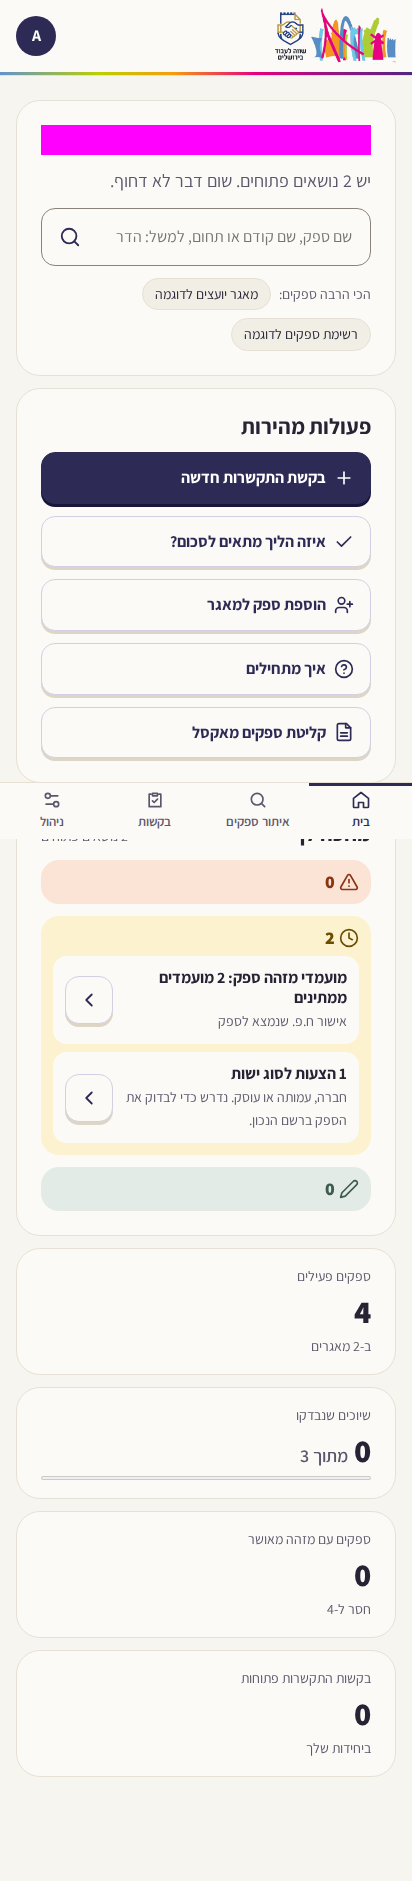 A
שווה לעבוד
בירושלים
יש 2 נושאים פתוחים. שום דבר לא דחוף.
שם ספק, שם קודם או תחום, למשל: הדר
הכי הרבה ספקים: מאגר יועצים לדוגמה
רשימת ספקים לדוגמה
פעולות מהירות
בקשת התקשרות חדשה
איזה הליך מתאים לסכום?
הוספת ספק למאגר
איך מתחילים
קליטת ספקים מאקסל
בית
איתור ספקים
בקשות
ניהול
0
2
מועמדי מזהה ספק: 2 מועמדים
ממתינים
אישור ח.פ. שנמצא לספק
1 הצעות לסוג ישות
חברה, עמותה או עוסק. נדרש כדי לבדוק את
הספק ברשם הנכון.
0
ספקים פעילים
4
ב-2 מאגרים
שיוכים שנבדקו
0 מתוך 3
ספקים עם מזהה מאושר
0
חסר ל-4
בקשות התקשרות פתוחות
0
ביחידות שלך